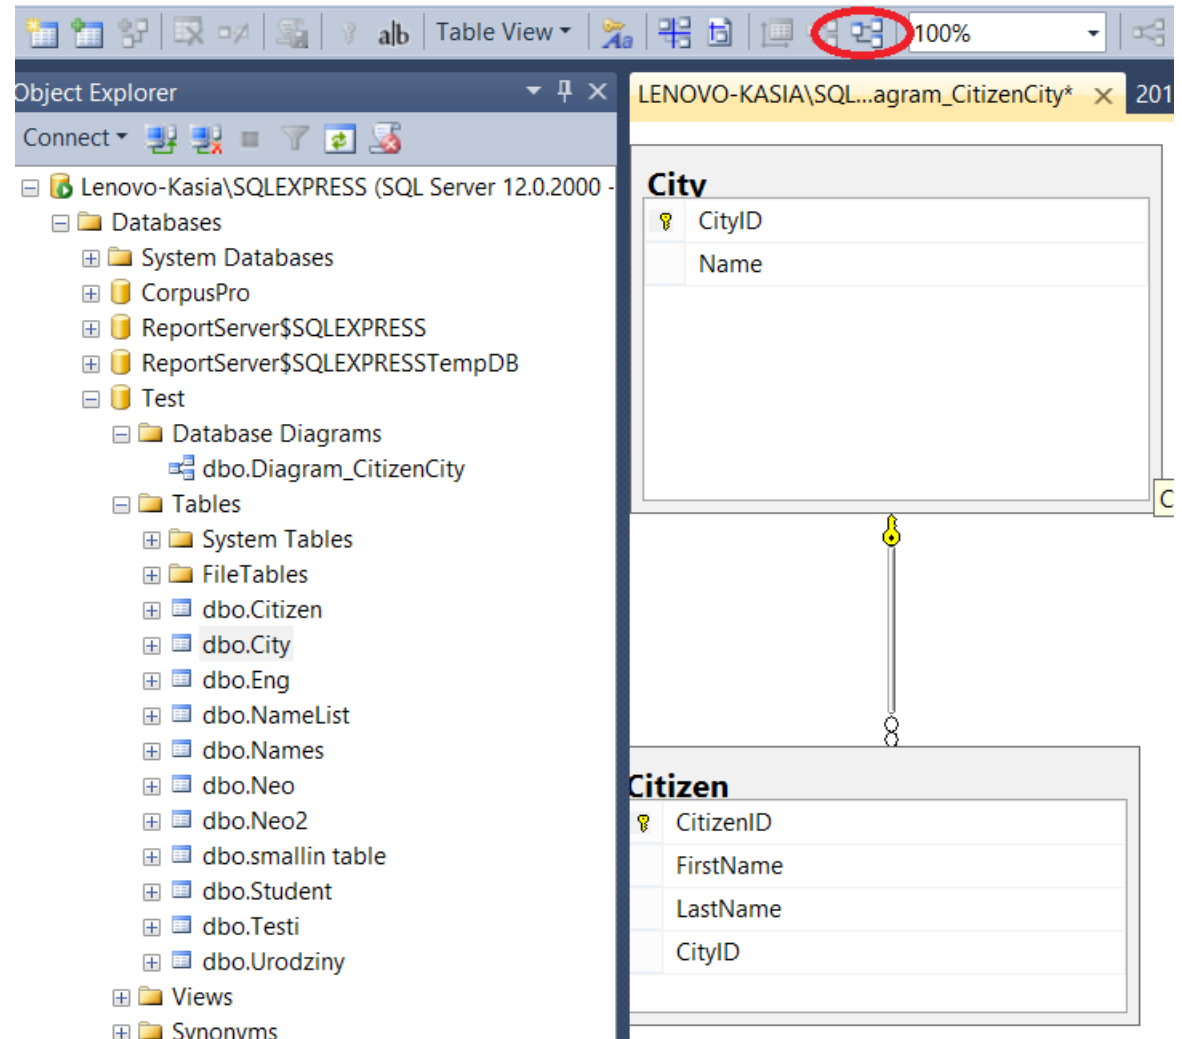 a|b Table View 100%
Object Explorer
Connect
Lenovo-Kasia\SQLEXPRESS (SQL Server 12.0.2000 -
Databases
System Databases
CorpusPro
ReportServer$SQLEXPRESS
ReportServer$SQLEXPRESSTempDB
Test
Database Diagrams
dbo.Diagram_CitizenCity
Tables
System Tables
FileTables
dbo.Citizen
dbo.City
dbo.Eng
dbo.NameList
dbo.Names
dbo.Neo
dbo.Neo2
dbo.smallin table
dbo.Student
dbo.Testi
dbo.Urodziny
Views
Synonyms
LENOVO-KASIA\SQL...agram_CitizenCity* 201
City
CityID
Name
C
Citizen
CitizenID
FirstName
LastName
CityID